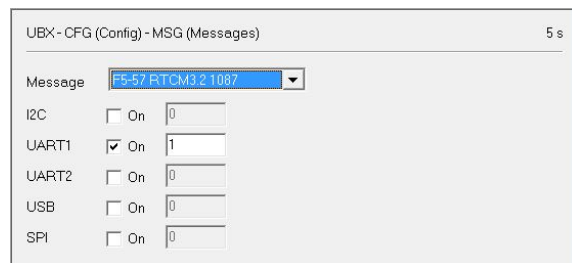 UBX - CFG (Config) - MSG (Messages) 5 s
Message F5-57 RTCM3.2 1087
I2C On 0
UART1 On 1
UART2 On 0
USB On 0
SPI On 0